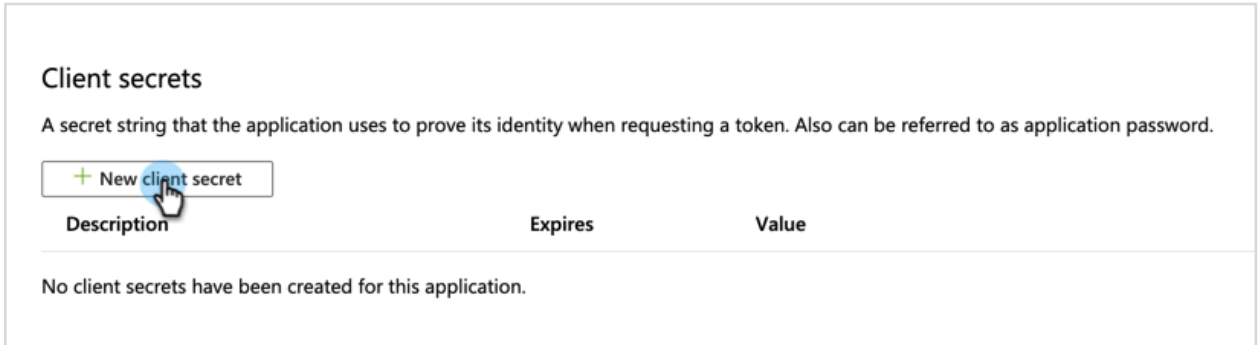 Client secrets
A secret string that the application uses to prove its identity when requesting a token. Also can be referred to as application password.
+ New client secret
Description Expires Value
No client secrets have been created for this application.